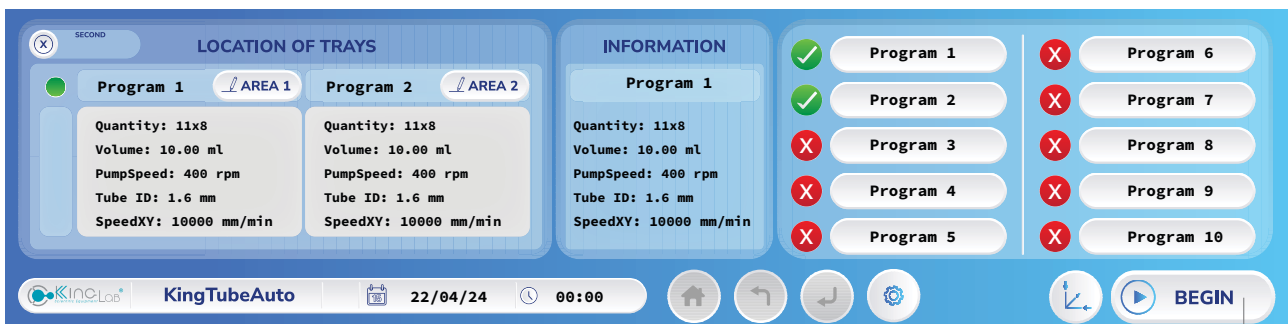 X
SECOND
LOCATION OF TRAYS
Program 1
AREA 1
Program 2
AREA 2
Quantity: 11x8
Volume: 10.00 ml
PumpSpeed: 400 rpm
Tube ID: 1.6 mm
SpeedXY: 10000 mm/min
Quantity: 11x8
Volume: 10.00 ml
PumpSpeed: 400 rpm
Tube ID: 1.6 mm
SpeedXY: 10000 mm/min
INFORMATION
Program 1
Quantity: 11x8
Volume: 10.00 ml
PumpSpeed: 400 rpm
Tube ID: 1.6 mm
SpeedXY: 10000 mm/min
Program 1
Program 2
X Program 3
X Program 4
X Program 5
X Program 6
X Program 7
X Program 8
X Program 9
X Program 10
KingLab
KingTubeAuto
22/04/24
00:00
BEGIN